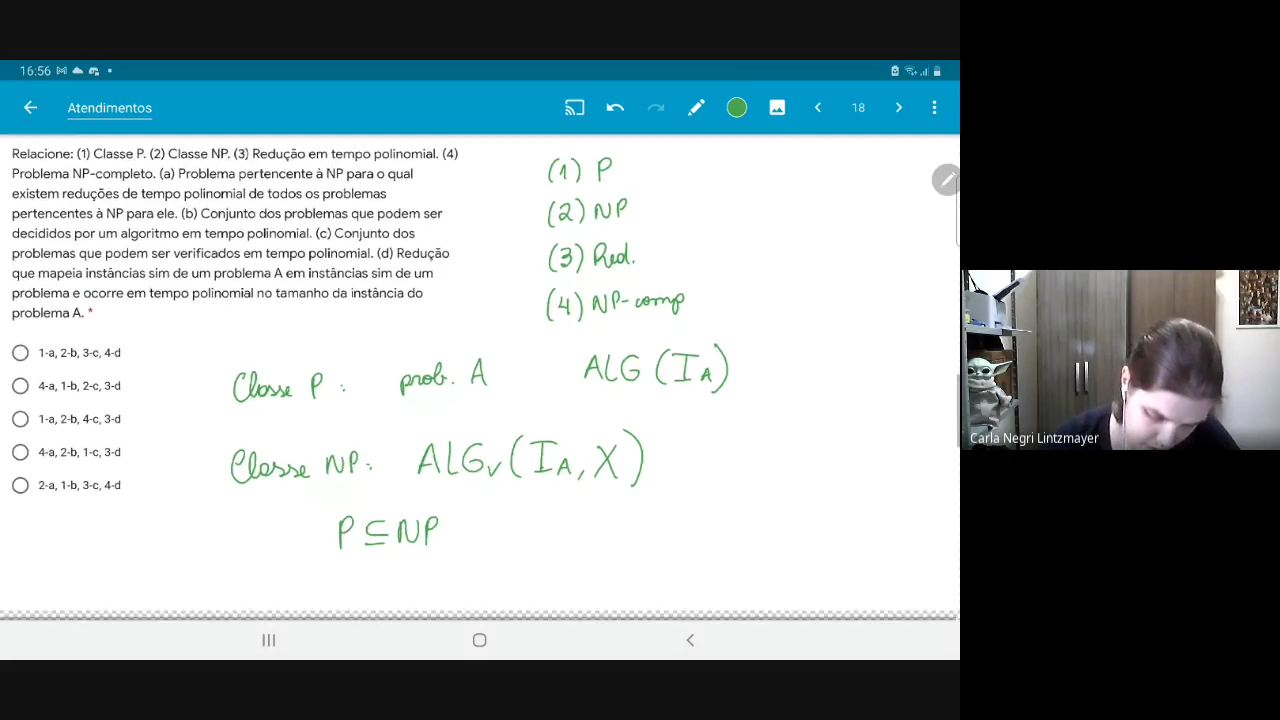 16:56
Atendimentos
18
Relacione: (1) Classe P. (2) Classe NP. (3) Redução em tempo polinomial. (4)
Problema NP-completo. (a) Problema pertencente à NP para o qual
existem reduções de tempo polinomial de todos os problemas
pertencentes à NP para ele. (b) Conjunto dos problemas que podem ser
decididos por um algoritmo em tempo polinomial. (c) Conjunto dos
problemas que podem ser verificados em tempo polinomial. (d) Redução
que mapeia instâncias sim de um problema A em instâncias sim de um
problema e ocorre em tempo polinomial no tamanho da instância do
problema A. *
1-a, 2-b, 3-c, 4-d
4-a, 1-b, 2-c, 3-d
1-a, 2-b, 4-c, 3-d
4-a, 2-b, 1-c, 3-d
2-a, 1-b, 3-c, 4-d
(1) P
(2) NP
(3) Red.
(4) NP-comp
Classe P: prob. A ALG (I_A)
Classe NP: ALG_V (I_A, X)
P ⊆ NP
Carla Negri Lintzmayer